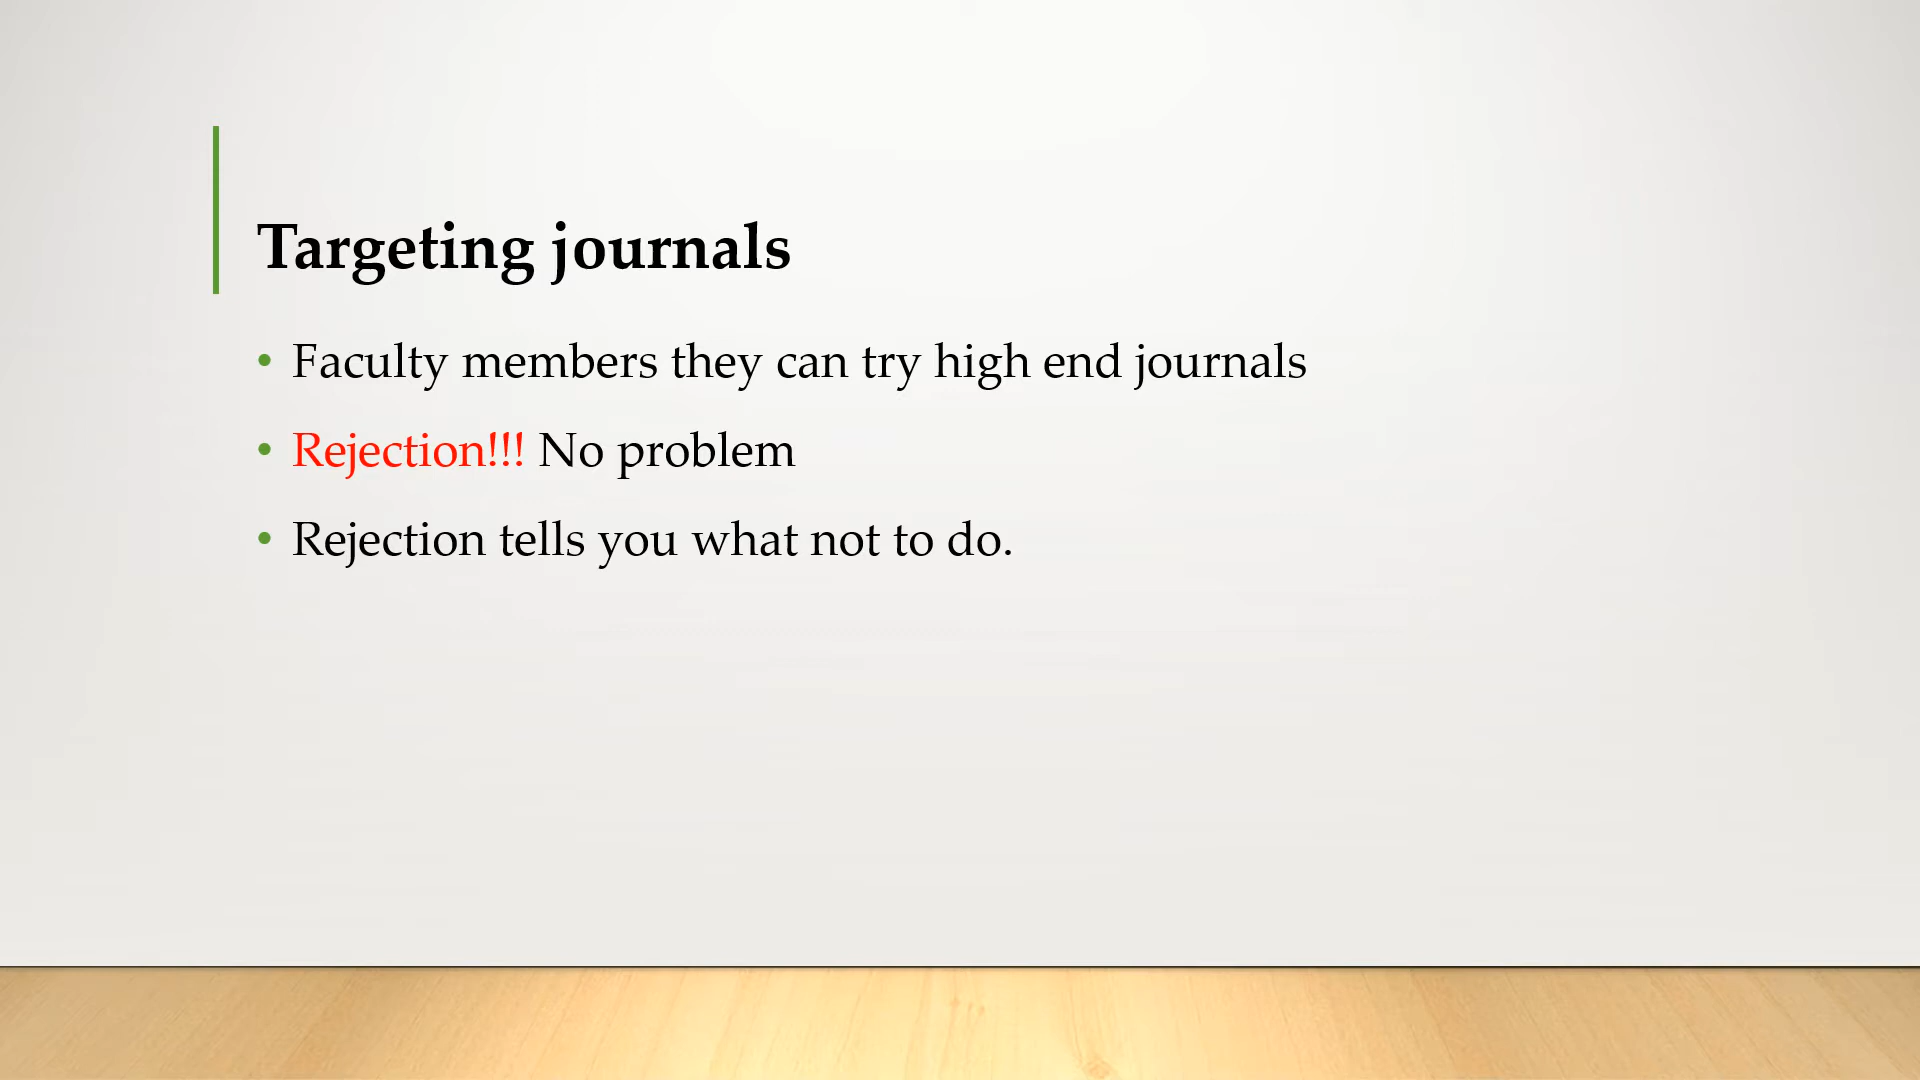 Targeting journals
• Faculty members they can try high end journals
• Rejection!!! No problem
• Rejection tells you what not to do.